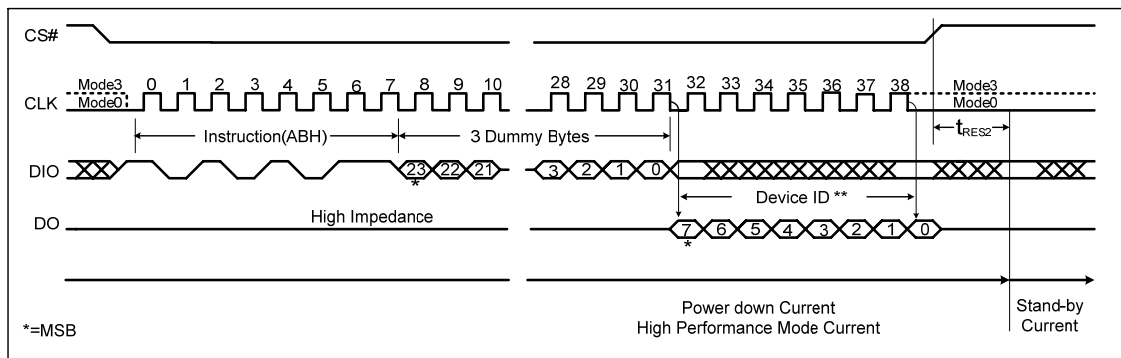 CS#
Mode3
0 1 2 3 4 5 6 7 8 9 10 28 29 30 31 32 33 34 35 36 37 38
Mode3
CLK
Mode0
Mode0
Instruction(ABH)
3 Dummy Bytes
tRES2
DIO
23 22 21 3 2 1 0
*
Device ID **
High Impedance
DO
7 6 5 4 3 2 1 0
*
Power down Current
High Performance Mode Current
Stand-by
Current
*=MSB